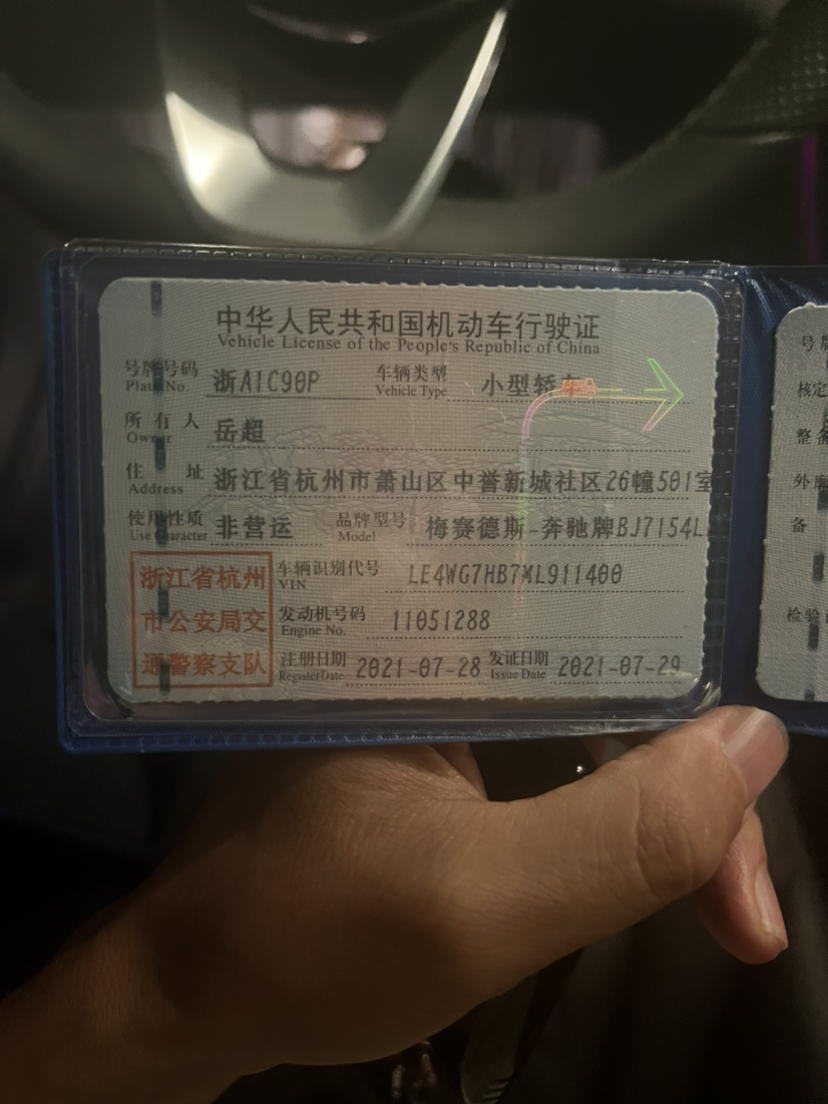 中华人民共和国机动车行驶证
Vehicle License of the People's Republic of China
号牌号码 浙A1C90P 车辆类型 小型轿车
Plate No. Vehicle Type
所有人 岳超
Owner
住址 浙江省杭州市萧山区中誉新城社区26幢501室
Address
使用性质 非营运 品牌型号 梅赛德斯-奔驰牌BJ7154L
Use Character Model
浙江省杭州
市公安局交
通警察支队
车辆识别代号 LE4WG7HB7ML911400
VIN
发动机号码 11051288
Engine No.
注册日期 2021-07-28 发证日期 2021-07-29
Register Date Issue Date
号牌
核定
整备
外廓
备
检验